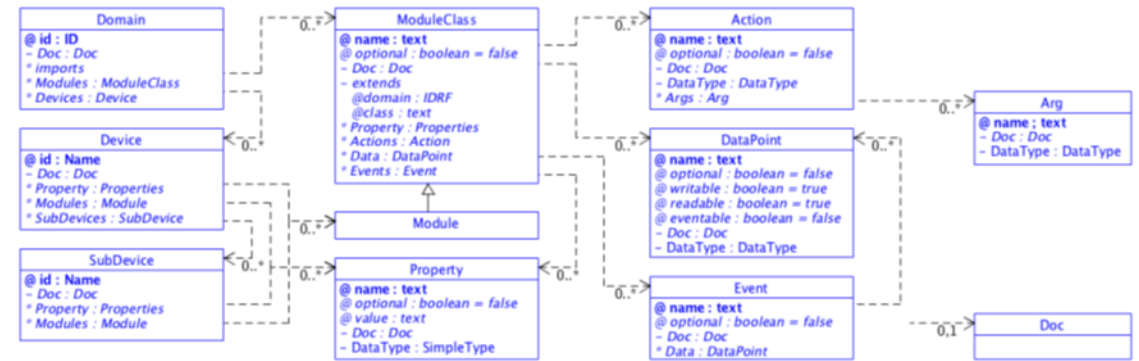 Domain
@ id : ID
– Doc : Doc
* imports
* Modules : ModuleClass
* Devices : Device
0..*
0..*
Device
@ id : Name
– Doc : Doc
* Property : Properties
* Modules : Module
* SubDevices : SubDevice
0..*
SubDevice
@ id : Name
– Doc : Doc
* Property : Properties
* Modules : Module
ModuleClass
@ name : text
@ optional : boolean = false
– Doc : Doc
– extends
@domain : IDRF
@class : text
* Property : Properties
* Actions : Action
* Data : DataPoint
* Events : Event
0..*
Module
0..*
Property
0..*
@ name : text
@ optional : boolean = false
@ value : text
– Doc : Doc
– DataType : SimpleType
0..*
Action
@ name : text
@ optional : boolean = false
– Doc : Doc
– DataType : DataType
* Args : Arg
0..*
DataPoint
0..*
@ name : text
@ optional : boolean = false
@ writable : boolean = true
@ readable : boolean = true
@ eventable : boolean = false
– Doc : Doc
– DataType : DataType
0..*
Event
@ name : text
@ optional : boolean = false
– Doc : Doc
* Data : DataPoint
0..*
Arg
@ name ; text
– Doc : Doc
– DataType : DataType
0,1
Doc